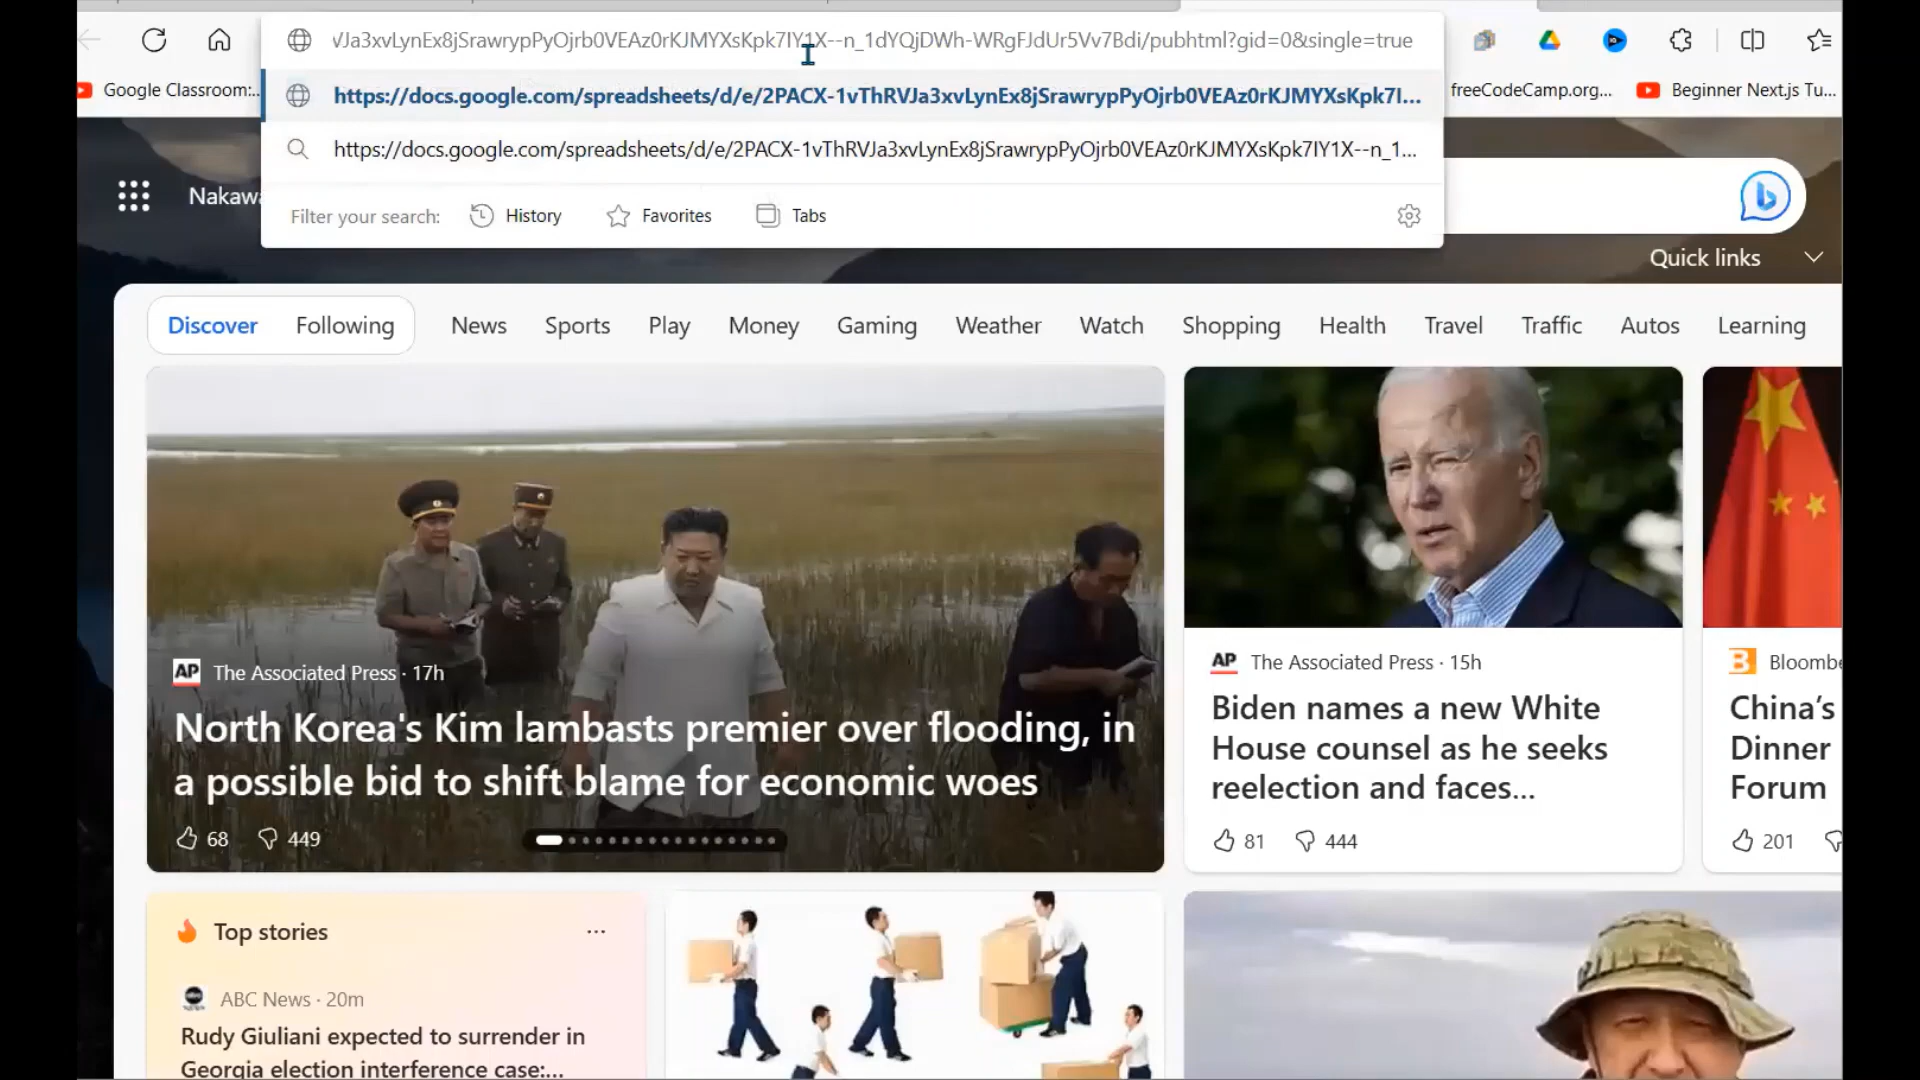 vJa3xvLynEx8jSrawrypPyOjrb0VEAz0rKJMYXsKpk7IY1X--n_1dYQjDWh-WRgFJdUr5Vv7Bdi/pubhtml?gid=0&single=true
Google Classroom:...
https://docs.google.com/spreadsheets/d/e/2PACX-1vThRVJa3xvLynEx8jSrawrypPyOjrb0VEAz0rKJMYXsKpk7I...
freeCodeCamp.org...
Beginner Next.js Tu...
https://docs.google.com/spreadsheets/d/e/2PACX-1vThRVJa3xvLynEx8jSrawrypPyOjrb0VEAz0rKJMYXsKpk7IY1X--n_1...
Nakawa
Filter your search:
History
Favorites
Tabs
Quick links
Discover
Following
News
Sports
Play
Money
Gaming
Weather
Watch
Shopping
Health
Travel
Traffic
Autos
Learning
AP The Associated Press · 17h
North Korea's Kim lambasts premier over flooding, in
a possible bid to shift blame for economic woes
68
449
AP The Associated Press · 15h
Biden names a new White
House counsel as he seeks
reelection and faces...
81
444
B Bloombe
China's
Dinner
Forum
201
Top stories
...
ABC News · 20m
Rudy Giuliani expected to surrender in
Georgia election interference case:...